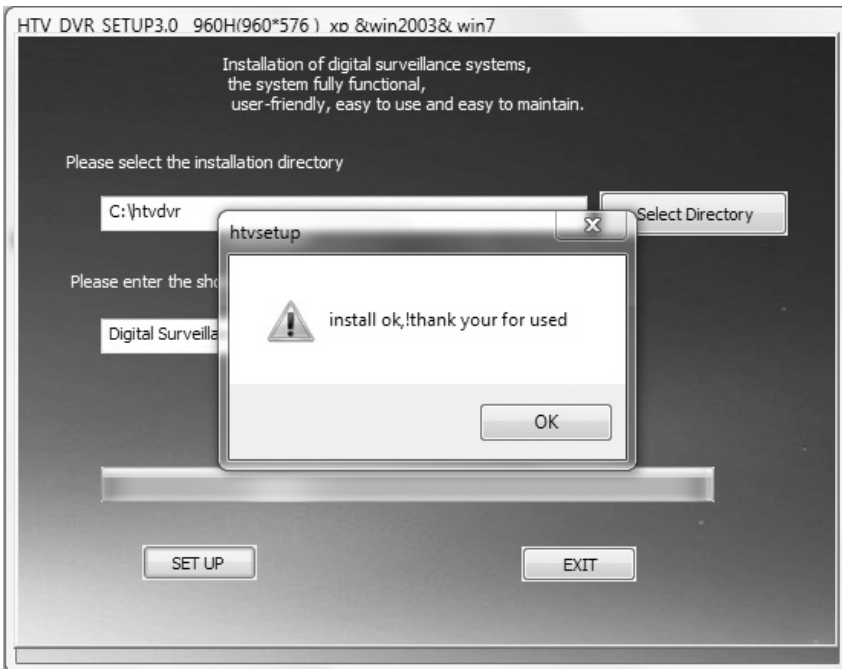 HTV DVR SETUP3.0 960H(960*576 ) xp &win2003& win7
Installation of digital surveillance systems,
the system fully functional,
user-friendly, easy to use and easy to maintain.
Please select the installation directory
C:\htvdvr
Select Directory
htvsetup
Please enter the
install ok,!thank your for used
Digital
OK
SET UP
EXIT